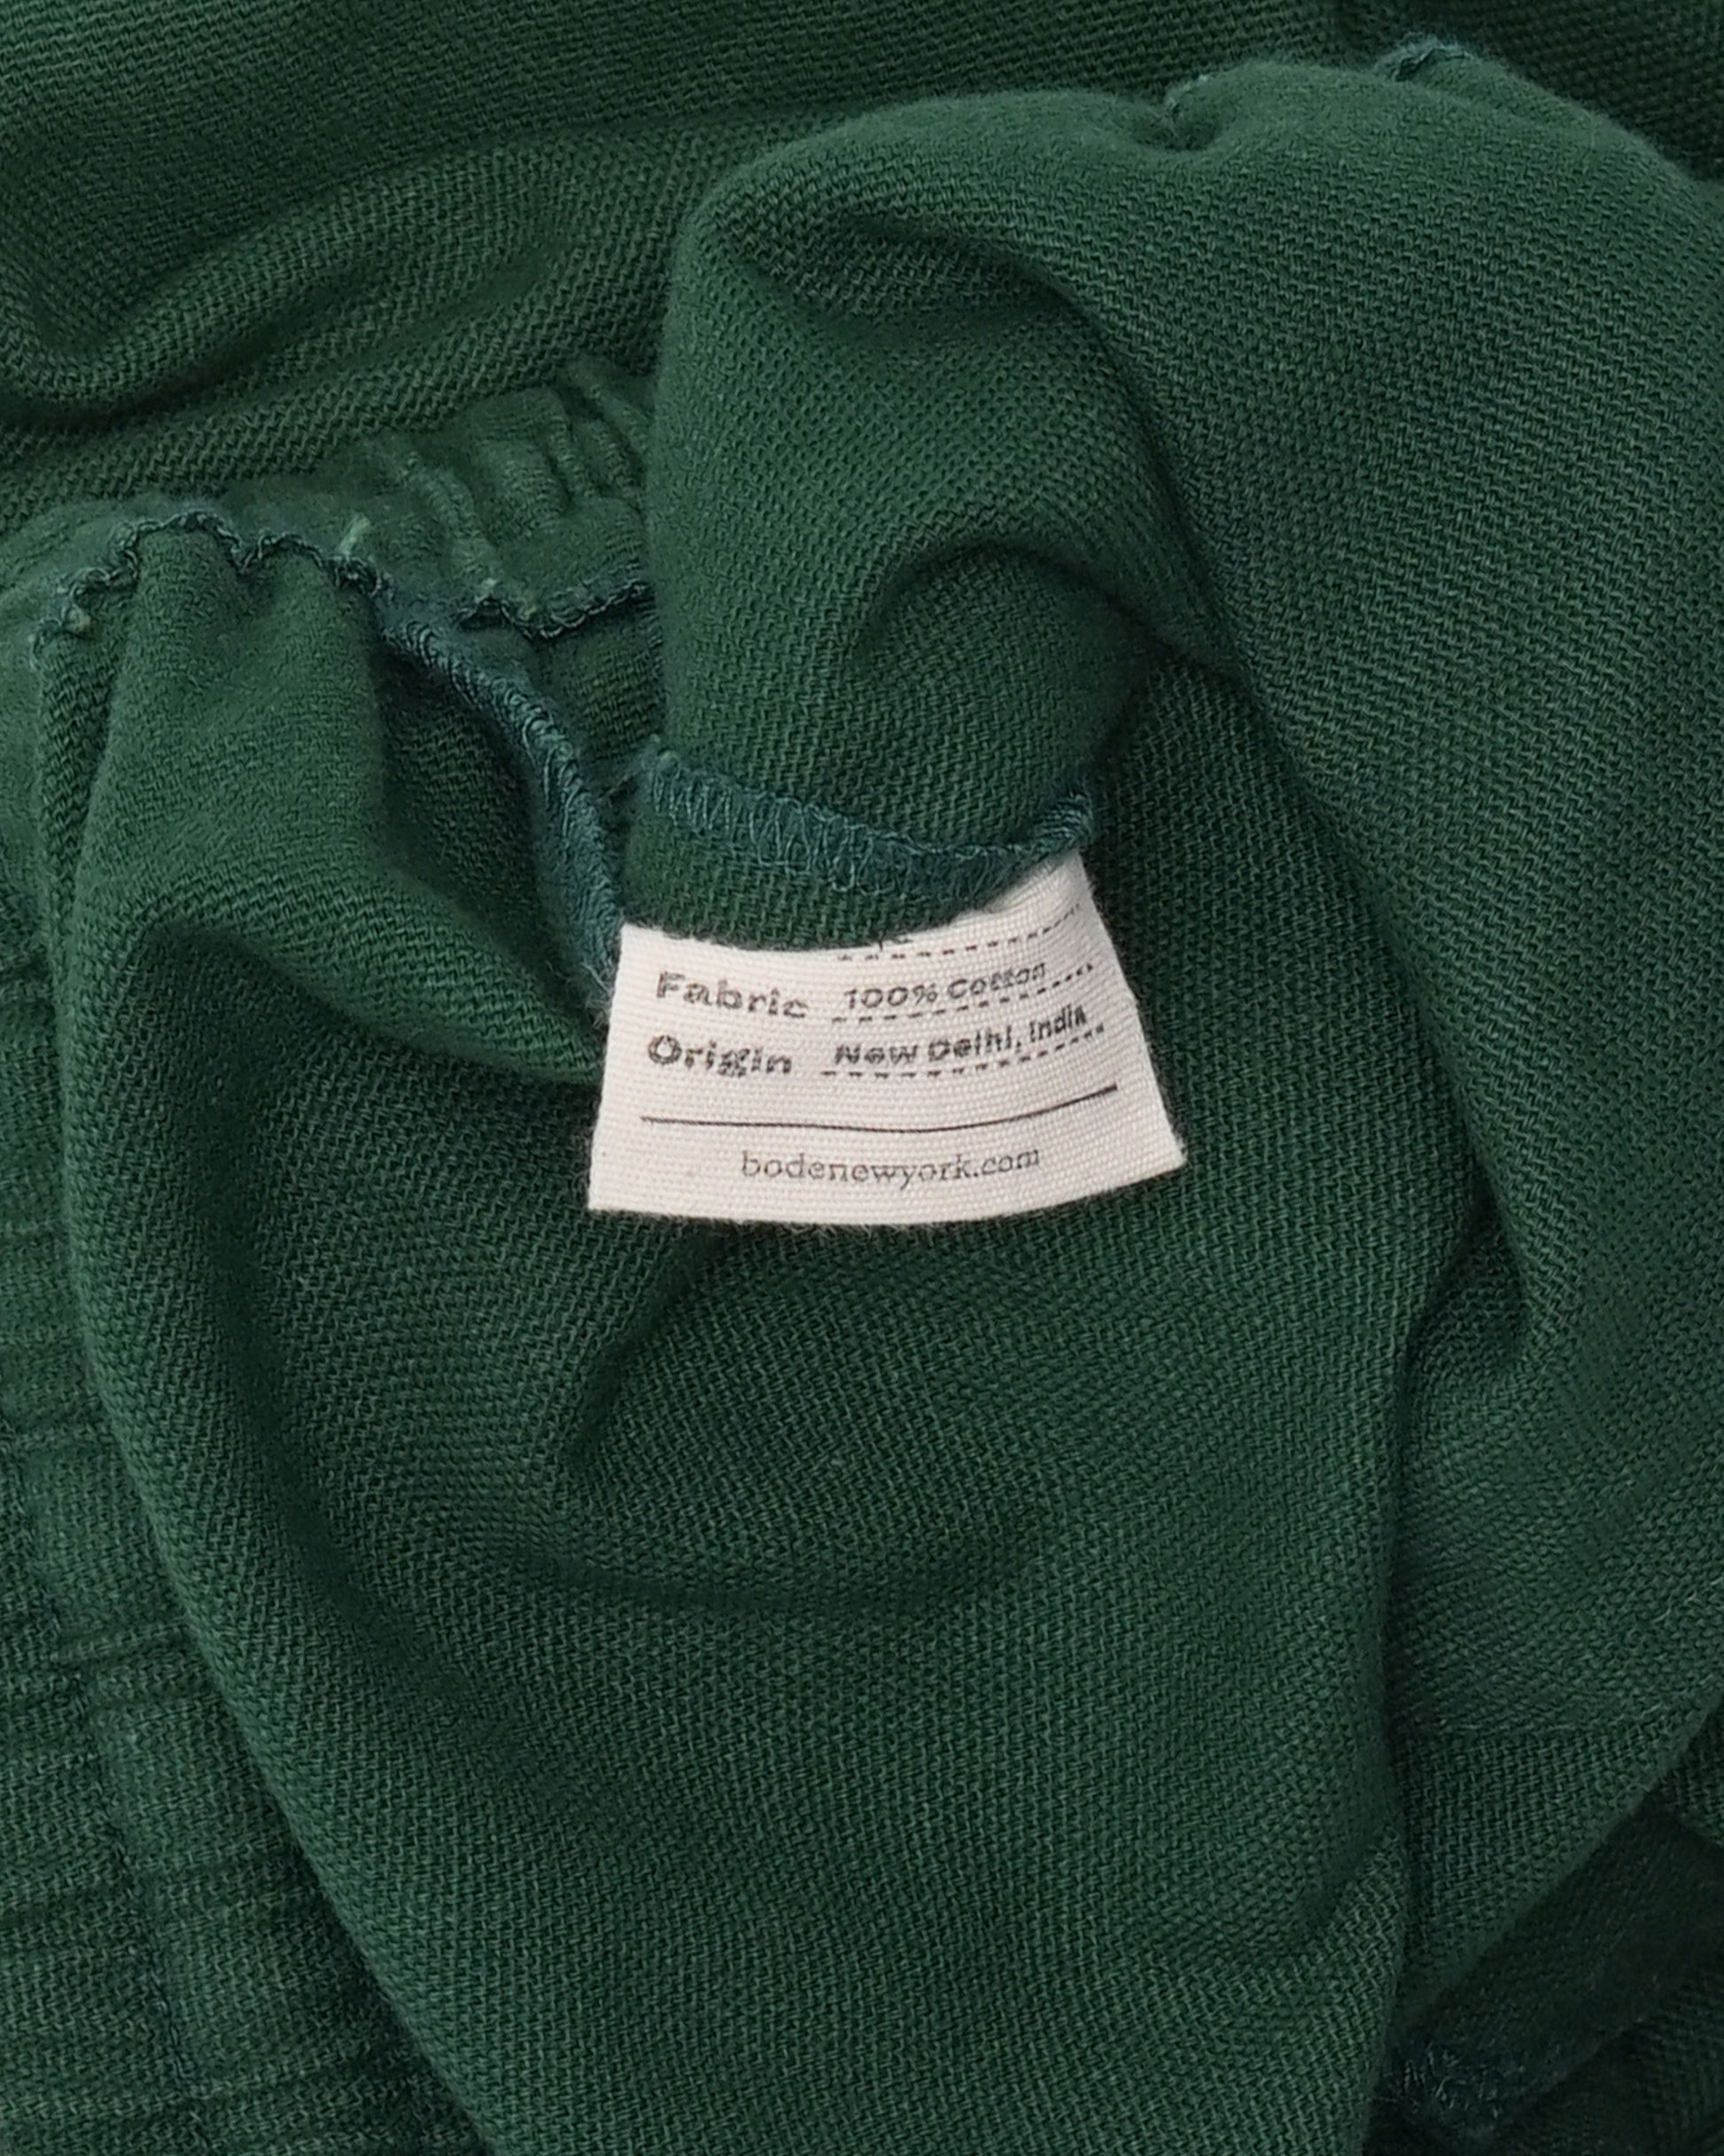 Fabric 100% Cotton
Origin New Delhi, India
bodenewyork.com